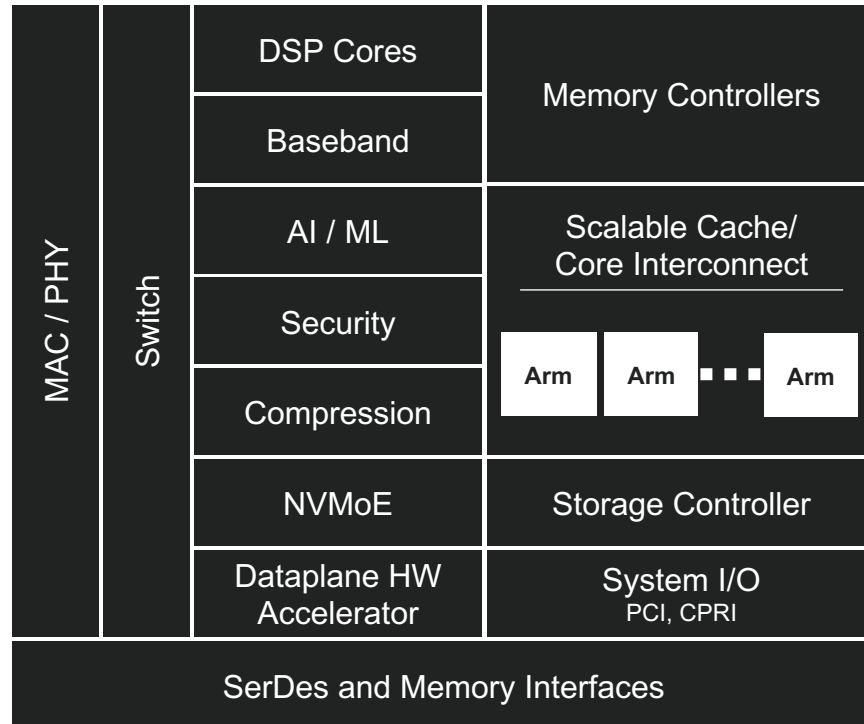 MAC / PHY
Switch
DSP Cores
Baseband
AI / ML
Security
Compression
NVMoE
Dataplane HW
Accelerator
Memory Controllers
Scalable Cache/
Core Interconnect
Arm Arm Arm
Storage Controller
System I/O
PCI, CPRI
SerDes and Memory Interfaces